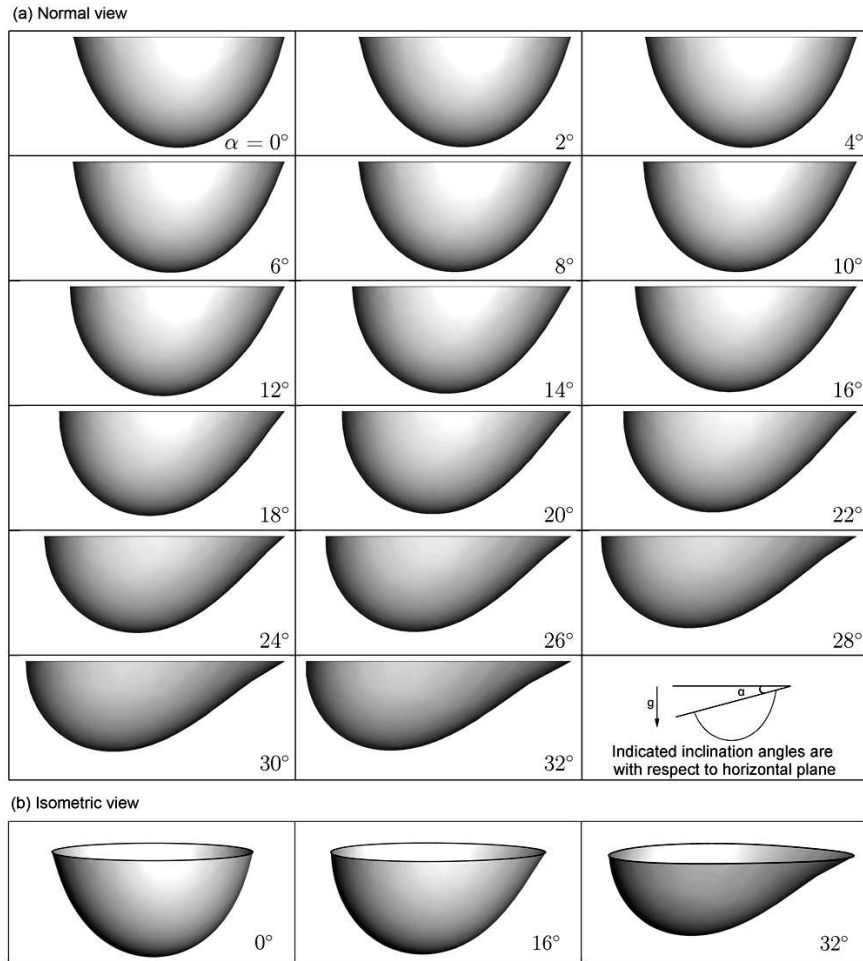 (a) Normal view
α = 0°
2°
4°
6°
8°
10°
12°
14°
16°
18°
20°
22°
24°
26°
28°
30°
32°
g
α
Indicated inclination angles are
with respect to horizontal plane
(b) Isometric view
0°
16°
32°